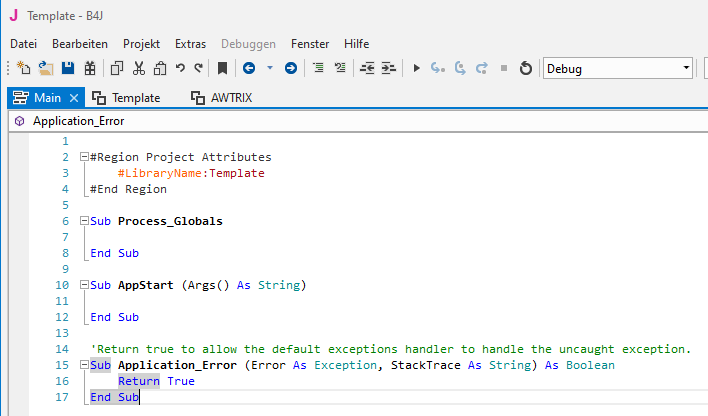 J Template - B4J
Datei Bearbeiten Projekt Extras Debuggen Fenster Hilfe
Debug
Main × Template AWTRIX
Application_Error
1
2 #Region Project Attributes
3 #LibraryName:Template
4 #End Region
5
6 Sub Process_Globals
7
8 End Sub
9
10 Sub AppStart (Args() As String)
11
12 End Sub
13
14 'Return true to allow the default exceptions handler to handle the uncaught exception.
15 Sub Application_Error (Error As Exception, StackTrace As String) As Boolean
16 Return True
17 End Sub